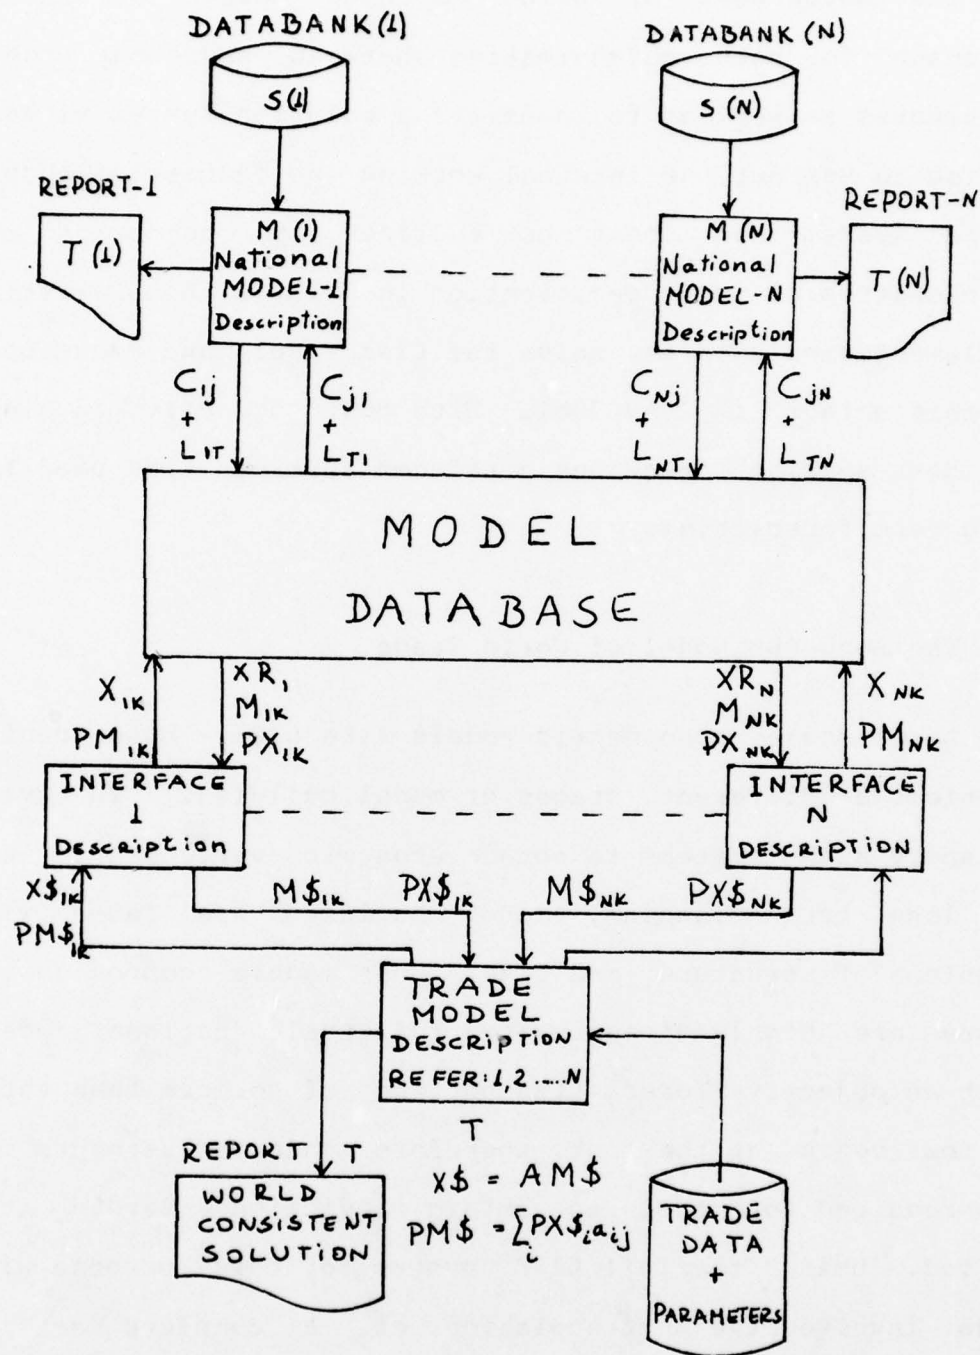 DATABANK(1)
DATABANK(N)
S(1)
S(N)
REPORT-1
REPORT-N
T(1)
M(1)
National
MODEL-1
Description
M(N)
National
MODEL-N
Description
T(N)
C1j
+
L1T
Cj1
+
LT1
CNj
+
LNT
CjN
+
LTN
MODEL
DATABASE
X1K
PM1K
XR1
M1K
PX1K
XRN
MNK
PXNK
XNK
PMNK
INTERFACE
1
Description
INTERFACE
N
DESCRIPTION
X$1K
PM$1K
M$1K
PX$1K
M$NK
PX$NK
TRADE
MODEL
DESCRIPTION
REFER:1,2.....N
T
REPORT T
WORLD
CONSISTENT
SOLUTION
X$ = AM$
PM$ = ΣPX$i aij
i
TRADE
DATA
+
PARAMETERS